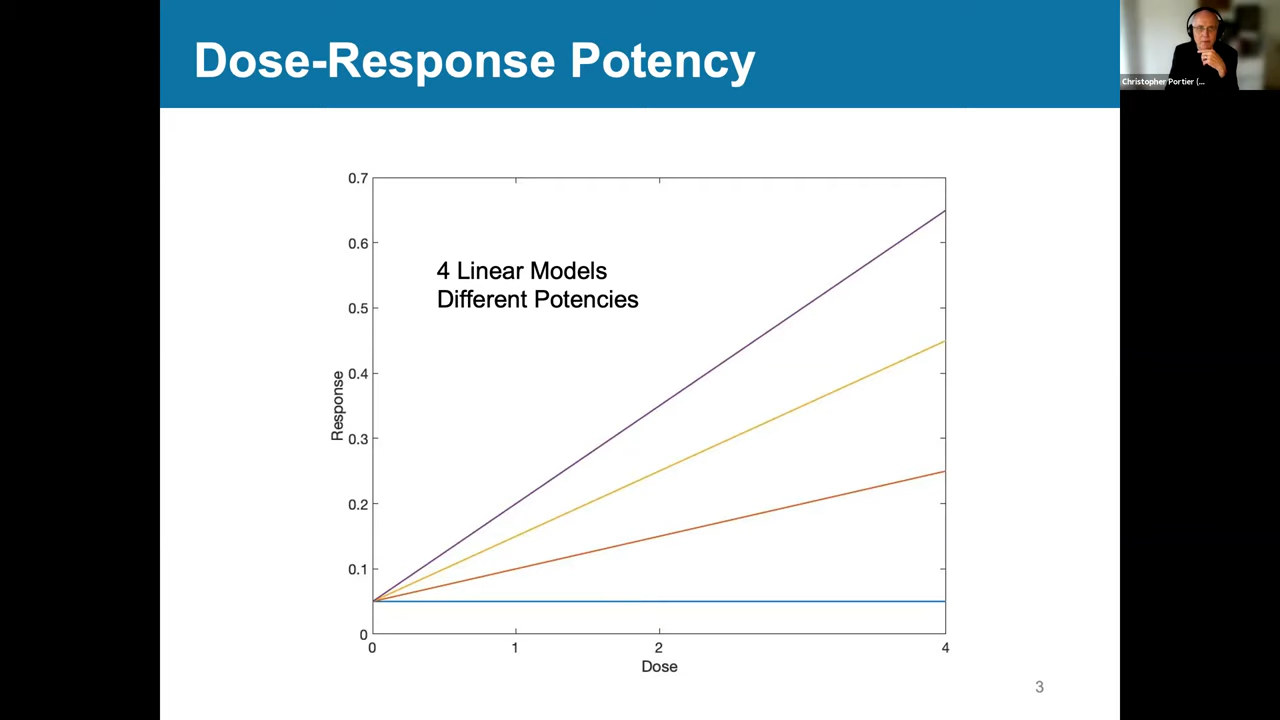 Dose-Response Potency
Christopher Portier (...
4 Linear Models
Different Potencies
0.7
0.6
0.5
0.4
0.3
0.2
0.1
0
Response
0
1
2
4
Dose
3